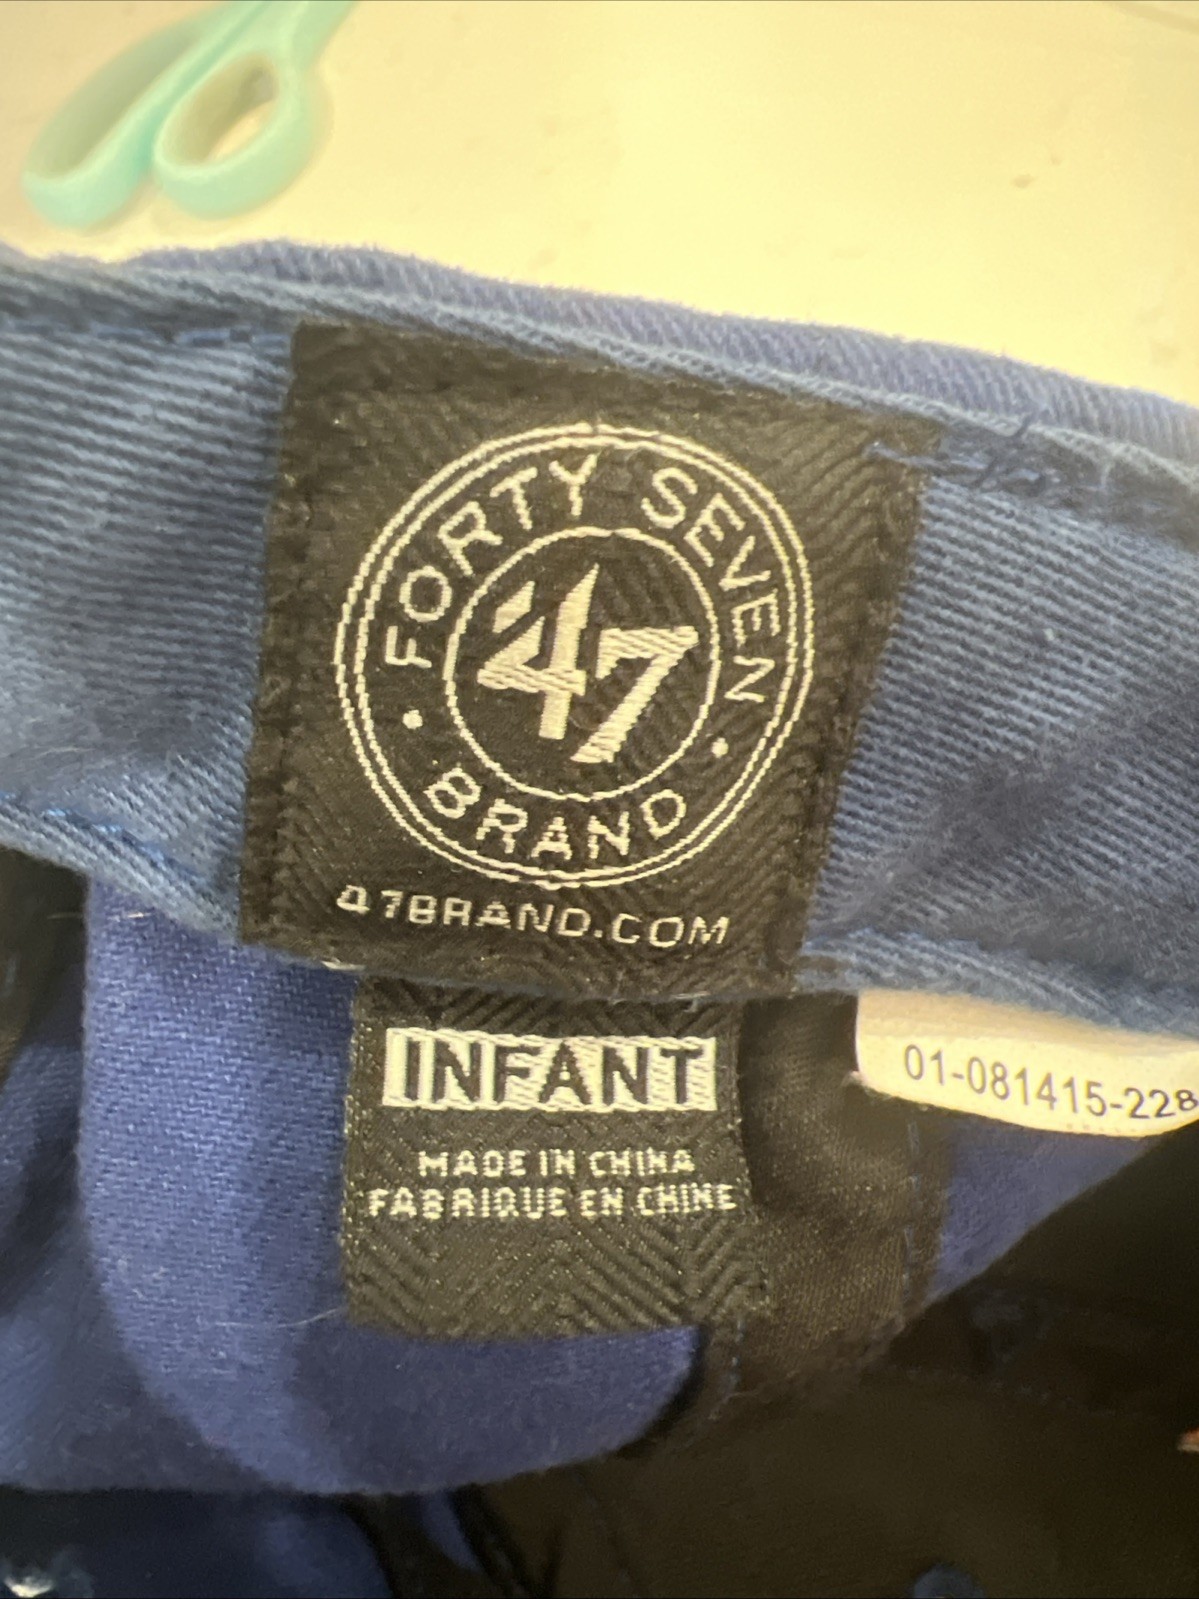 FORTY SEVEN
47
BRAND
47BRAND.COM
INFANT
01-081415-228
MADE IN CHINA
FABRIQUE EN CHINE